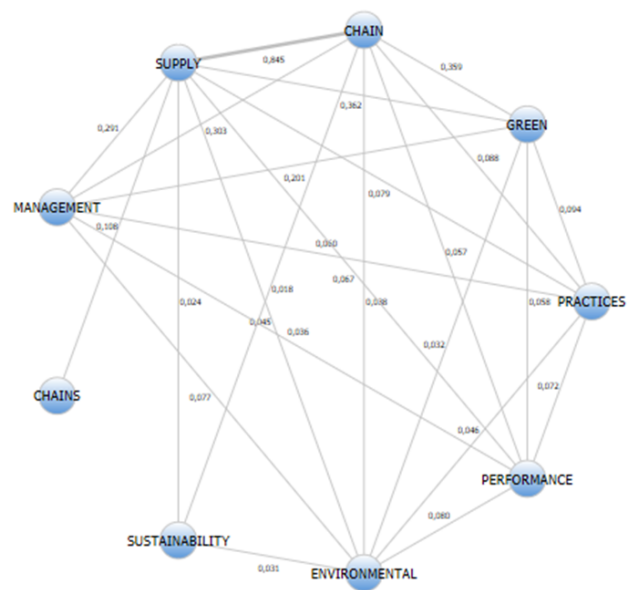 CHAIN
SUPPLY
0,845
0,359
0,362
GREEN
0,291
0,303
0,088
0,201
0,079
MANAGEMENT
0,094
0,108
0,060
0,057
0,067
0,018
0,024
0,038
0,058
PRACTICES
0,045
0,036
0,032
0,072
CHAINS
0,077
0,046
PERFORMANCE
0,080
SUSTAINABILITY
0,031
ENVIRONMENTAL